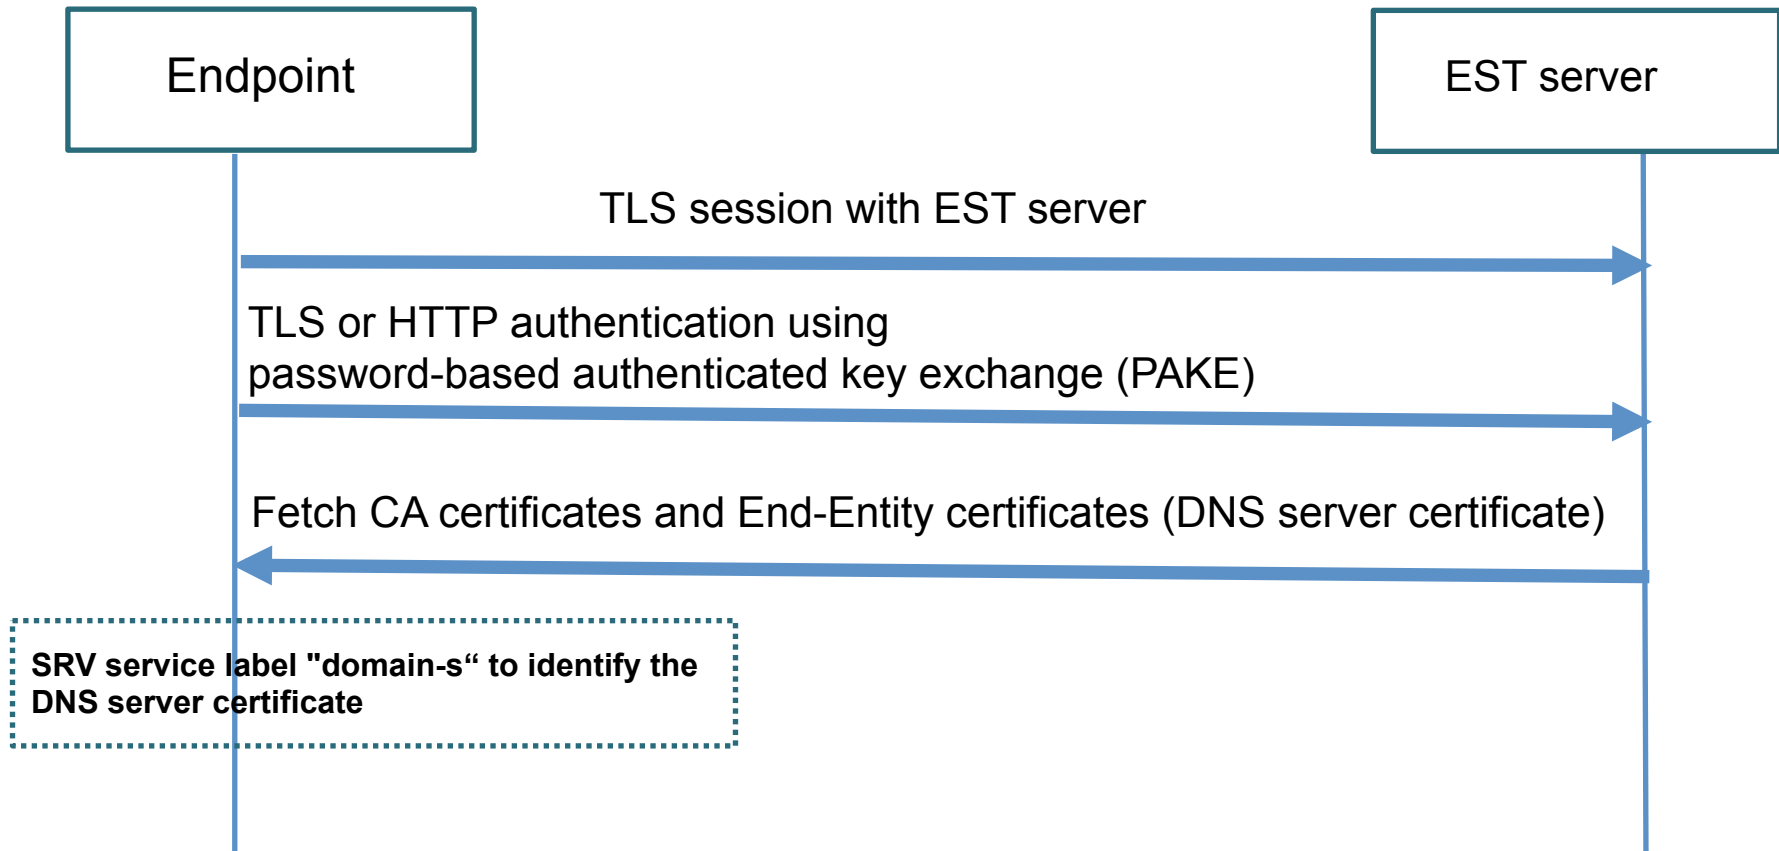 Endpoint
EST server
TLS session with EST server
TLS or HTTP authentication using
password-based authenticated key exchange (PAKE)
Fetch CA certificates and End-Entity certificates (DNS server certificate)
SRV service label "domain-s“ to identify the
DNS server certificate